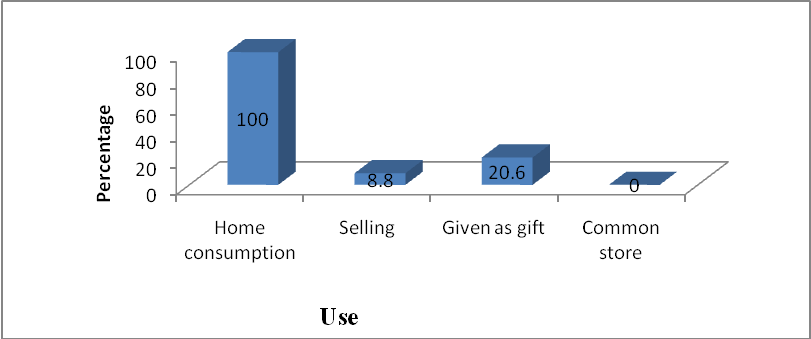 100
80
60
40
20
0
Percentage
100
8.8
20.6
0
Home
consumption
Selling
Given as gift
Common
store
Use